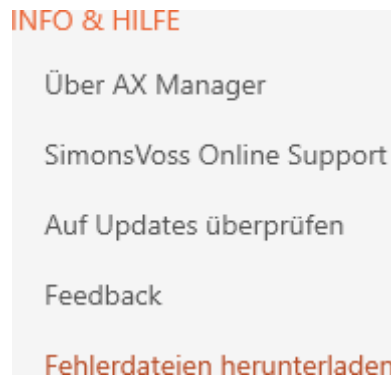 INFO & HILFE
Über AX Manager
SimonsVoss Online Support
Auf Updates überprüfen
Feedback
Fehlerdateien herunterladen